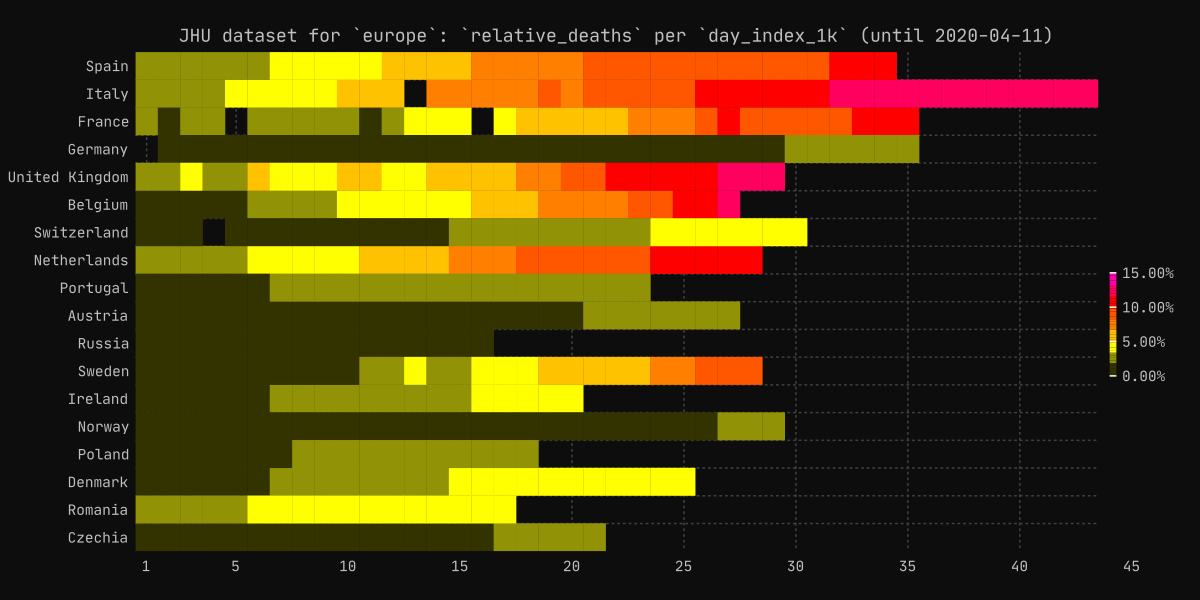 JHU dataset for `europe`: `relative_deaths` per `day_index_1k` (until 2020-04-11)
Spain
Italy
France
Germany
United Kingdom
Belgium
Switzerland
Netherlands
Portugal
Austria
Russia
Sweden
Ireland
Norway
Poland
Denmark
Romania
Czechia
1 5 10 15 20 25 30 35 40 45
15.00%
10.00%
5.00%
0.00%